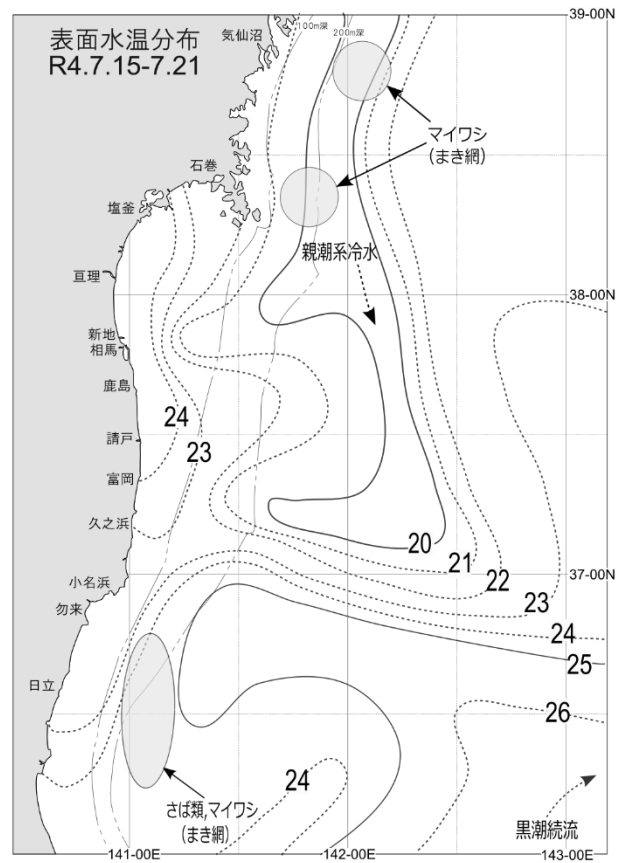 表面水温分布
R4.7.15-7.21
39-00N
気仙沼
100m深
200m深
マイワシ
(まき網)
石巻
塩釜
親潮系冷水
亘理
38-00N
新地
相馬
鹿島
24
請戸
23
富岡
久之浜
20
21
22
37-00N
小名浜
23
勿来
24
25
日立
26
24
さば類,マイワシ
(まき網)
黒潮続流
36-00N
141-00E
142-00E
143-00E